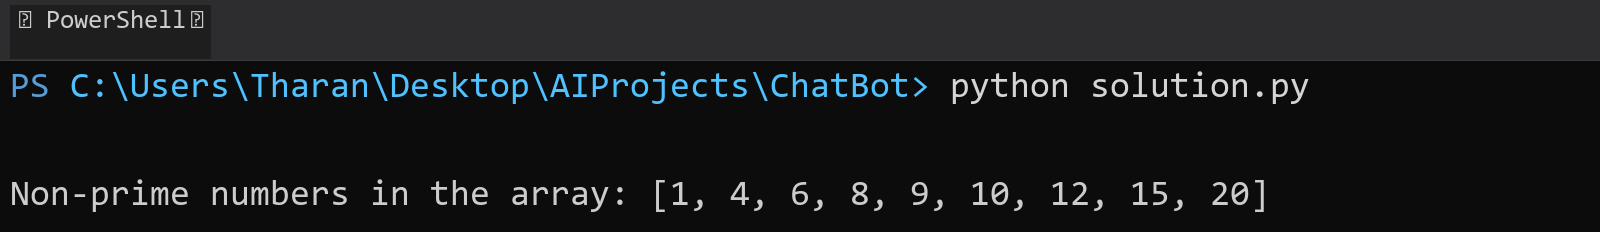 PowerShell
PS C:\Users\Tharan\Desktop\AIProjects\ChatBot> python solution.py
Non-prime numbers in the array: [1, 4, 6, 8, 9, 10, 12, 15, 20]